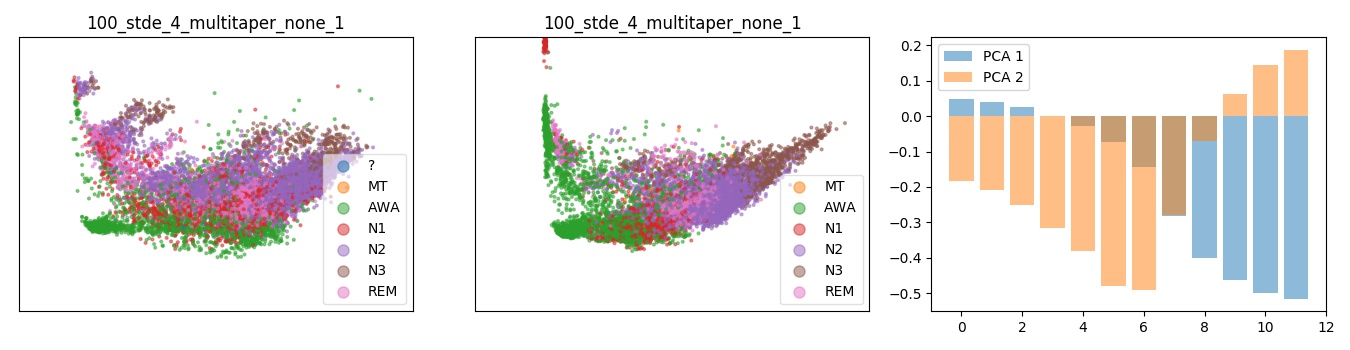 100_stde_4_multitaper_none_1
?
MT
AWA
N1
N2
N3
REM
100_stde_4_multitaper_none_1
MT
AWA
N1
N2
N3
REM
PCA 1
PCA 2
0.2
0.1
0.0
−0.1
−0.2
−0.3
−0.4
−0.5
0 2 4 6 8 10 12